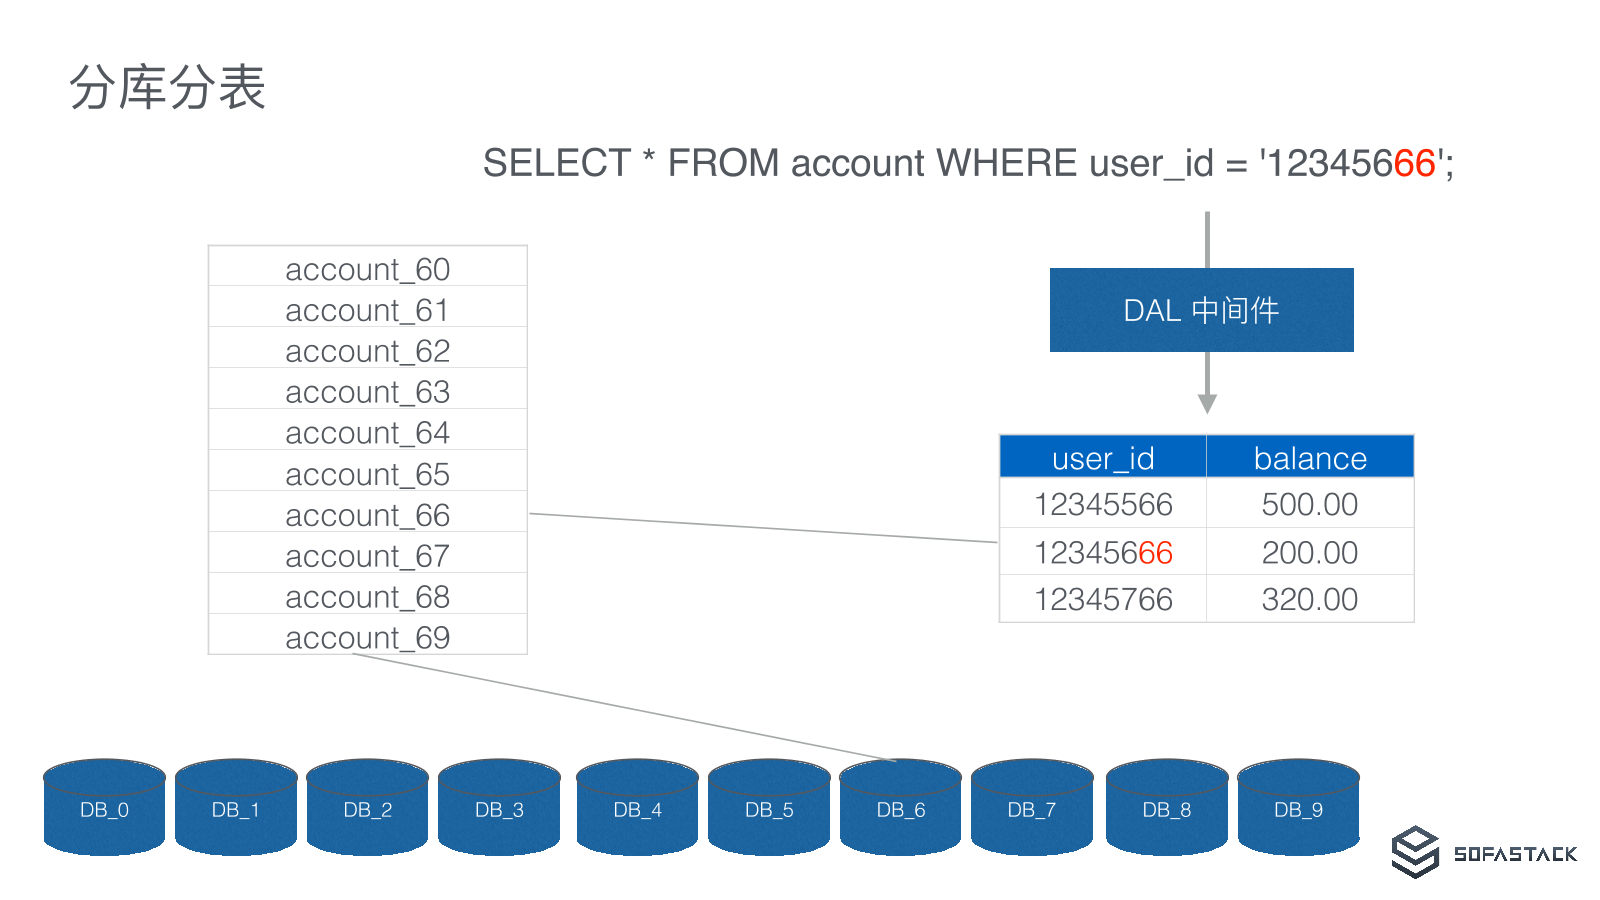 分库分表
SELECT * FROM account WHERE user_id = '12345666';
account_60
account_61
account_62
account_63
account_64
account_65
account_66
account_67
account_68
account_69
DAL 中间件
user_id balance
12345566 500.00
12345666 200.00
12345766 320.00
DB_0 DB_1 DB_2 DB_3 DB_4 DB_5 DB_6 DB_7 DB_8 DB_9
SOFASTACK